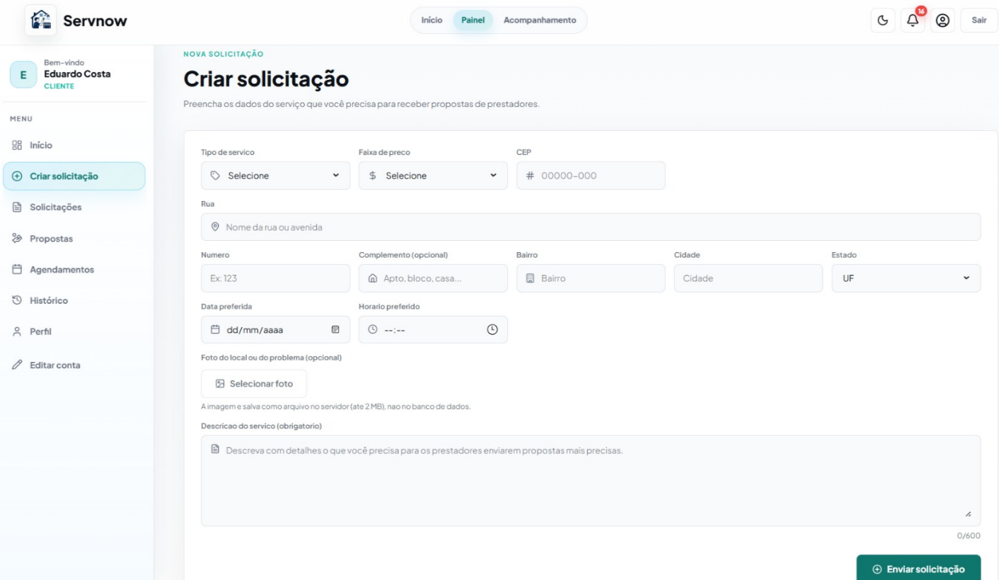 Servnow
Início Painel Acompanhamento
16
Sair
E
Bem-vindo
Eduardo Costa
CLIENTE
MENU
Início
Criar solicitação
Solicitações
Propostas
Agendamentos
Histórico
Perfil
Editar conta
NOVA SOLICITAÇÃO
Criar solicitação
Preencha os dados do serviço que você precisa para receber propostas de prestadores.
Tipo de servico Faixa de preco CEP
Selecione $ Selecione # 00000-000
Rua
Nome da rua ou avenida
Numero Complemento (opcional) Bairro Cidade Estado
Ex: 123 Apto, bloco, casa... Bairro Cidade UF
Data preferida Horario preferido
dd/mm/aaaa --:--
Foto do local ou do problema (opcional)
Selecionar foto
A imagem e salva como arquivo no servidor (ate 2 MB), nao no banco de dados.
Descricao do servico (obrigatorio)
Descreva com detalhes o que você precisa para os prestadores enviarem propostas mais precisas.
0/600
Enviar solicitação